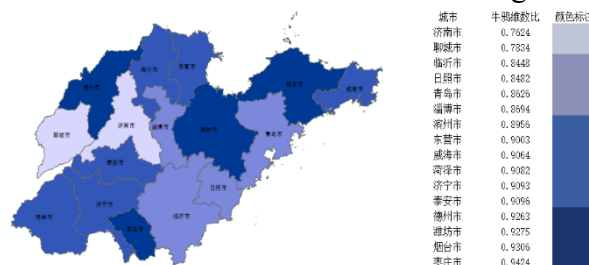 g
城市 牛鸦维数比 颜色标识
济南市 0.7624
聊城市 0.7834
临沂市 0.8448
日照市 0.8482
青岛市 0.8626
淄博市 0.8694
滨州市 0.8956
东营市 0.9003
威海市 0.9064
菏泽市 0.9082
济宁市 0.9093
泰安市 0.9096
德州市 0.9263
潍坊市 0.9275
烟台市 0.9306
枣庄市 0.9424
滨州市
东营市
德州市
烟台市
威海市
济南市
淄博市
潍坊市
聊城市
青岛市
泰安市
日照市
济宁市
临沂市
菏泽市
枣庄市